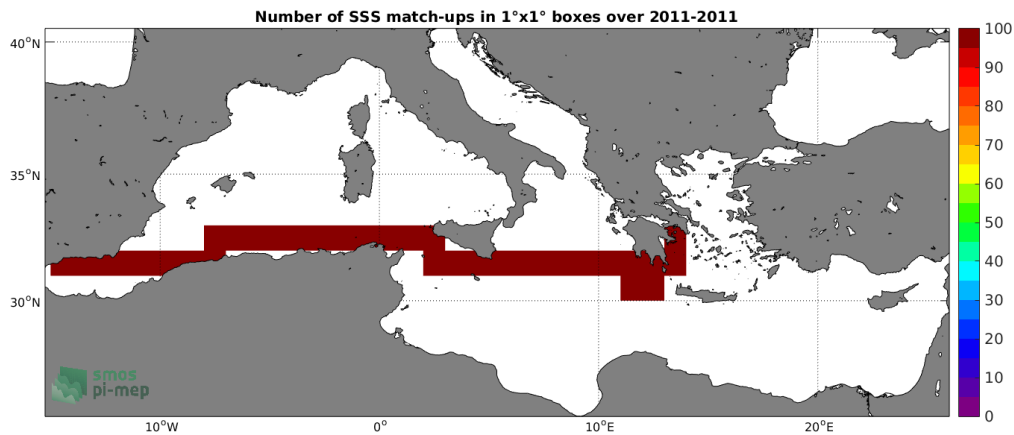 Number of SSS match-ups in 1°x1° boxes over 2011-2011
40°N
35°N
30°N
10°W
0°
10°E
20°E
100
90
80
70
60
50
40
30
20
10
0
smos
pi-mep